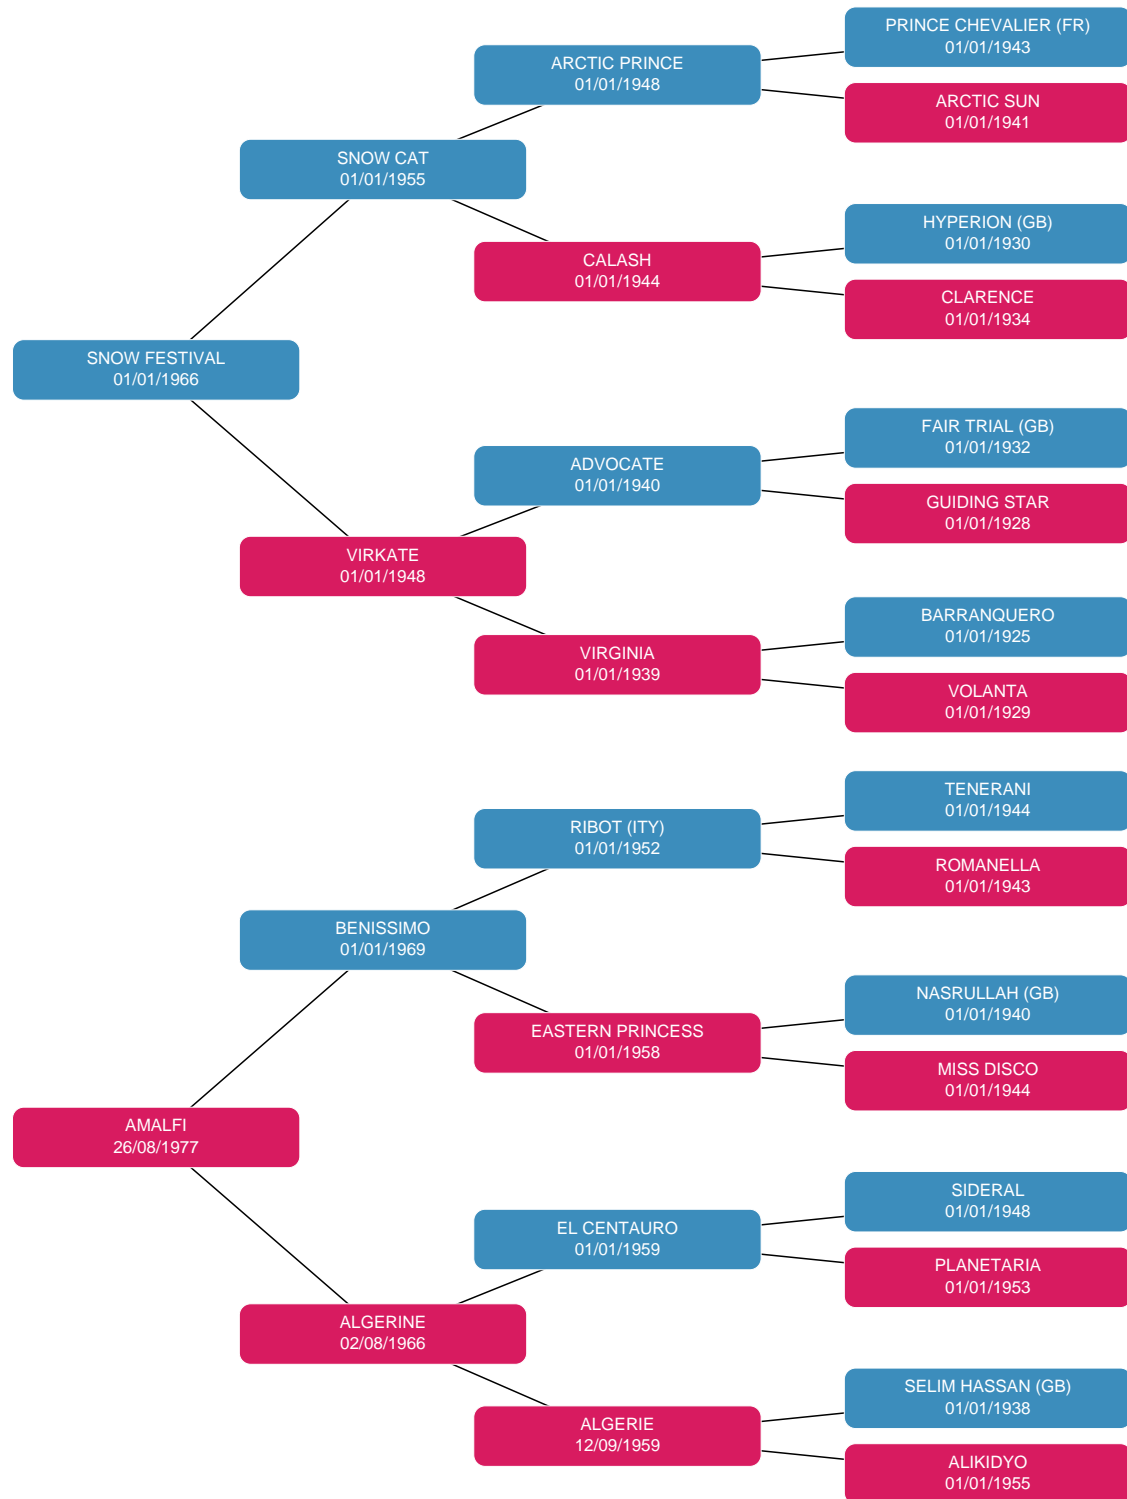 PRINCE CHEVALIER (FR)
01/01/1943
ARCTIC PRINCE
01/01/1948
ARCTIC SUN
01/01/1941
SNOW CAT
01/01/1955
HYPERION (GB)
01/01/1930
CALASH
01/01/1944
CLARENCE
01/01/1934
SNOW FESTIVAL
01/01/1966
FAIR TRIAL (GB)
01/01/1932
ADVOCATE
01/01/1940
GUIDING STAR
01/01/1928
VIRKATE
01/01/1948
BARRANQUERO
01/01/1925
VIRGINIA
01/01/1939
VOLANTA
01/01/1929
TENERANI
01/01/1944
RIBOT (ITY)
01/01/1952
ROMANELLA
01/01/1943
BENISSIMO
01/01/1969
NASRULLAH (GB)
01/01/1940
EASTERN PRINCESS
01/01/1958
MISS DISCO
01/01/1944
AMALFI
26/08/1977
SIDERAL
01/01/1948
EL CENTAURO
01/01/1959
PLANETARIA
01/01/1953
ALGERINE
02/08/1966
SELIM HASSAN (GB)
01/01/1938
ALGERIE
12/09/1959
ALIKIDYO
01/01/1955